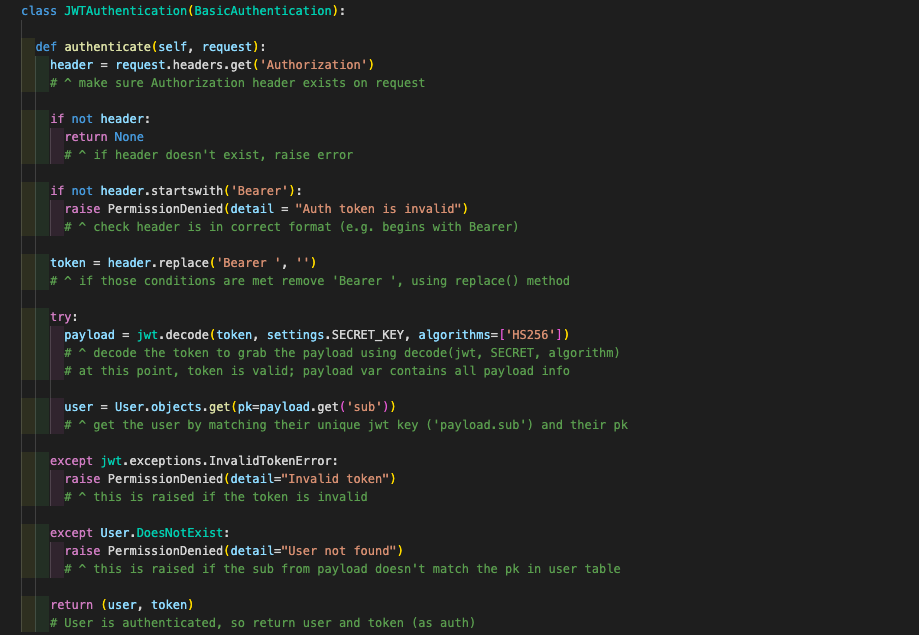 class JWTAuthentication(BasicAuthentication):
def authenticate(self, request):
header = request.headers.get('Authorization')
# ^ make sure Authorization header exists on request
if not header:
return None
# ^ if header doesn't exist, raise error
if not header.startswith('Bearer'):
raise PermissionDenied(detail = "Auth token is invalid")
# ^ check header is in correct format (e.g. begins with Bearer)
token = header.replace('Bearer ', '')
# ^ if those conditions are met remove 'Bearer ', using replace() method
try:
payload = jwt.decode(token, settings.SECRET_KEY, algorithms=['HS256'])
# ^ decode the token to grab the payload using decode(jwt, SECRET, algorithm)
# at this point, token is valid; payload var contains all payload info
user = User.objects.get(pk=payload.get('sub'))
# ^ get the user by matching their unique jwt key ('payload.sub') and their pk
except jwt.exceptions.InvalidTokenError:
raise PermissionDenied(detail="Invalid token")
# ^ this is raised if the token is invalid
except User.DoesNotExist:
raise PermissionDenied(detail="User not found")
# ^ this is raised if the sub from payload doesn't match the pk in user table
return (user, token)
# User is authenticated, so return user and token (as auth)